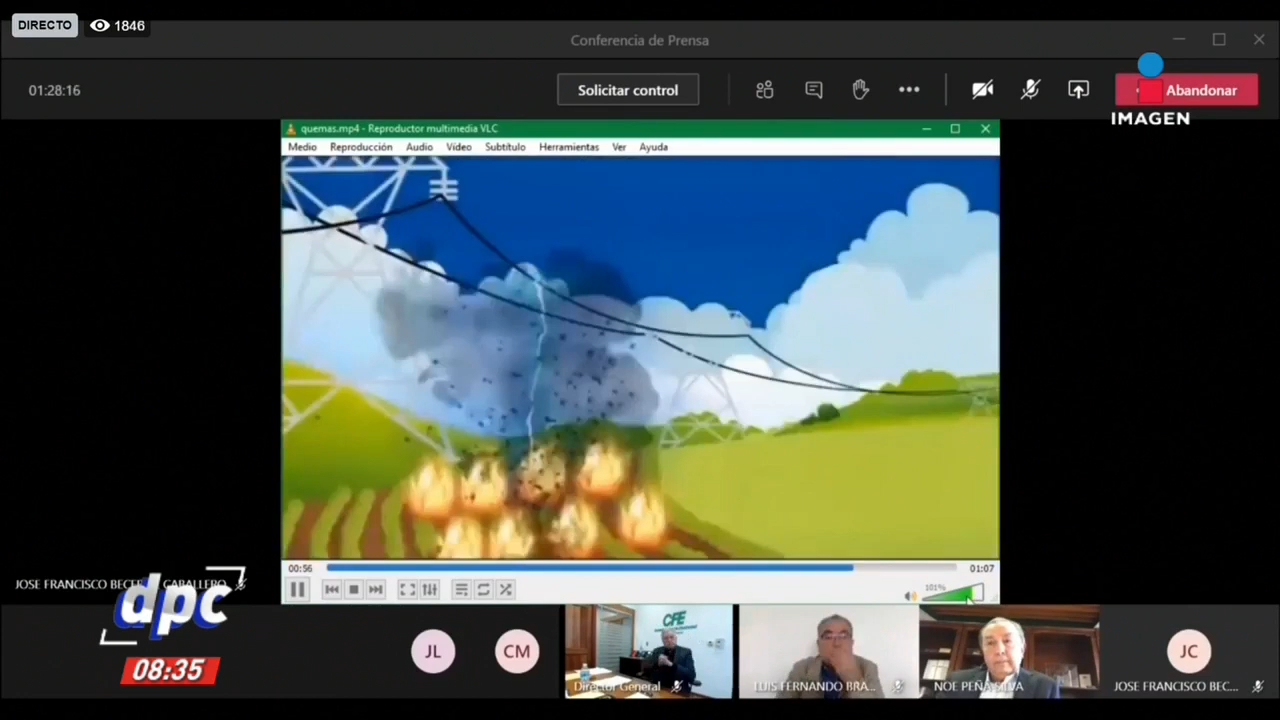 DIRECTO 1846
Conferencia de Prensa
01:28:16
Solicitar control
Abandonar
IMAGEN
quemas.mp4 - Reproductor multimedia VLC
Medio Reproducción Audio Vídeo Subtítulo Herramientas Ver Ayuda
00:56
01:07
101%
JOSE FRANCISCO CABALLERO
dpc
08:35
JL
CM
CFE
Director General
LUIS FERNANDO BRA...
NOE PEÑA SILVA
JC
JOSE FRANCISCO BEC...